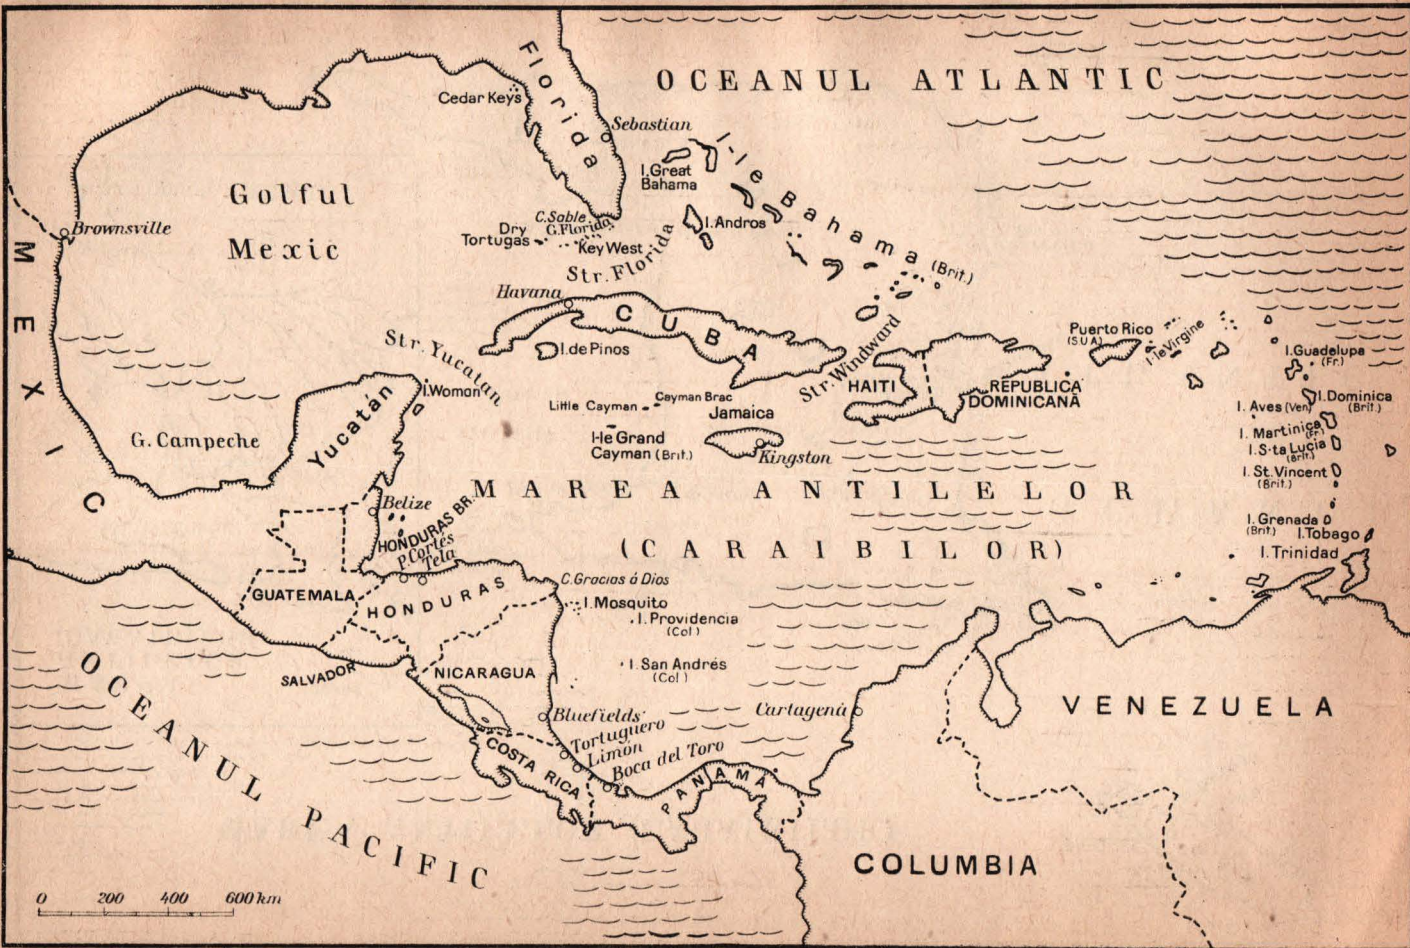 OCEANUL ATLANTIC
Florida
Cedar Keys
Sebastian
I-le Bahama (Brit.)
I.Great
Bahama
Golful
Mexic
Brownsville
MEXIC
C.Sable
G.Florida
Dry
Tortugas
Key West
I.Andros
Str. Florida
Havana
CUBA
I.de Pinos
Str. Yucatan
I.Woman
Yucatán
G. Campeche
Little Cayman
Cayman Brac
I-le Grand
Cayman (Brit.)
Jamaica
Kingston
Str. Windward
HAITI
REPUBLICA
DOMINICANĂ
Puerto Rico
(SUA)
I-le Virgine
I.Guadelupa
(Fr.)
I.Dominica
(Brit.)
I. Aves (Ven)
I. Martinica
(Fr.)
I.S-ta Lucia
(Brit.)
I. St.Vincent
(Brit.)
I. Grenada
(Brit.)
I.Tobago
I. Trinidad
MAREA ANTILELOR
(CARAIBILOR)
Belize
HONDURAS BR.
P.Cortés
Tela
GUATEMALA
HONDURAS
C.Gracias á Dios
I. Mosquito
I. Providencia
(Col)
I. San Andrés
(Col)
SALVADOR
NICARAGUA
Bluefields
Tortuguero
Limón
Boca del Toro
COSTA RICA
PANAMÁ
Cartagena
VENEZUELA
COLUMBIA
OCEANUL PACIFIC
0 200 400 600 km